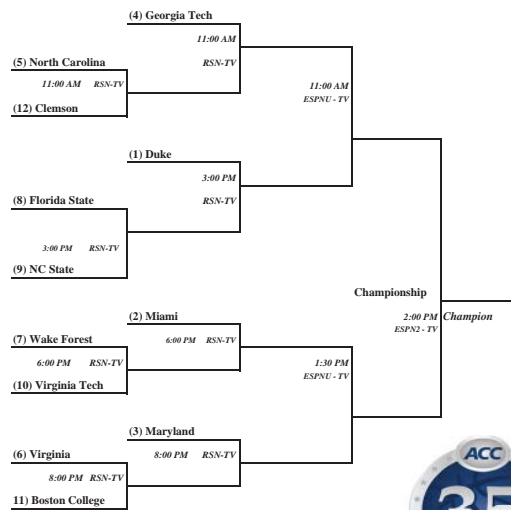 (4) Georgia Tech
11:00 AM
RSN-TV
(5) North Carolina
11:00 AM RSN-TV
(12) Clemson
11:00 AM
ESPNU - TV
(1) Duke
3:00 PM
RSN-TV
(8) Florida State
3:00 PM RSN-TV
(9) NC State
Championship
2:00 PM Champion
ESPN2 - TV
(2) Miami
6:00 PM RSN-TV
(7) Wake Forest
6:00 PM RSN-TV
(10) Virginia Tech
1:30 PM
ESPNU - TV
(3) Maryland
8:00 PM RSN-TV
(6) Virginia
8:00 PM RSN-TV
11) Boston College
ACC
35